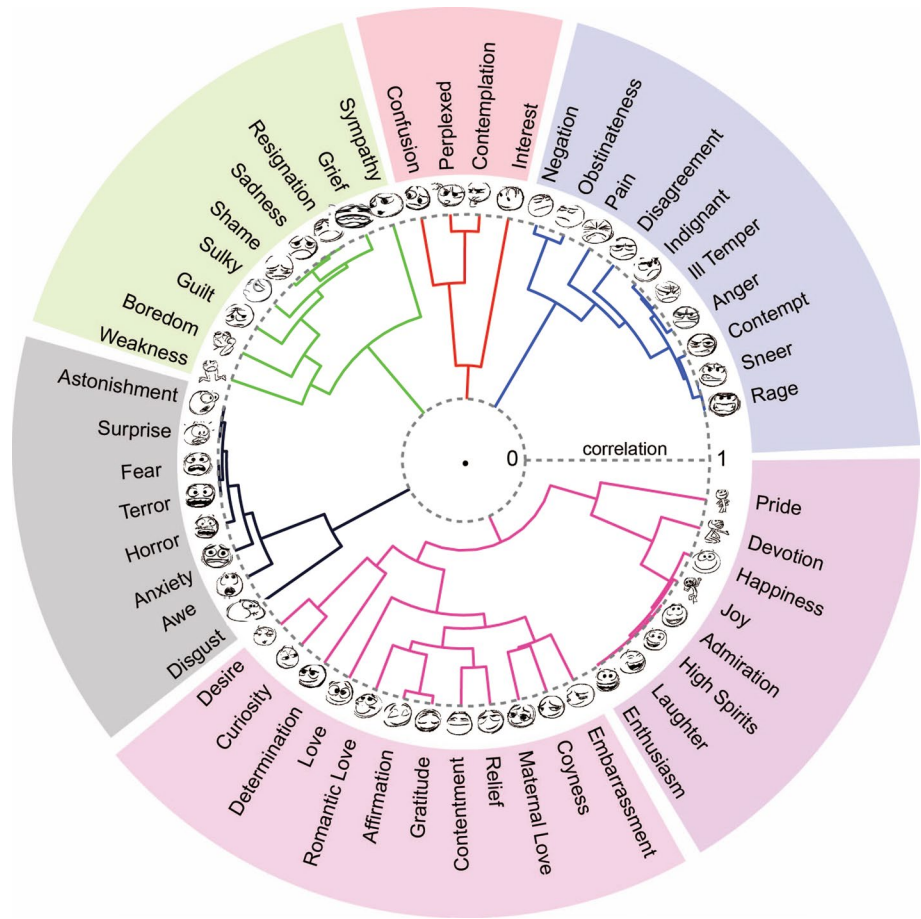 Confusion
Perplexed
Contemplation
Interest
Negation
Obstinateness
Pain
Disagreement
Indignant
Ill Temper
Anger
Contempt
Sneer
Rage
0
correlation
1
Pride
Devotion
Happiness
Joy
Admiration
High Spirits
Laughter
Enthusiasm
Embarrassment
Coyness
Maternal Love
Relief
Contentment
Gratitude
Affirmation
Romantic Love
Love
Determination
Curiosity
Desire
Disgust
Awe
Anxiety
Horror
Terror
Fear
Surprise
Astonishment
Weakness
Boredom
Guilt
Sulky
Shame
Sadness
Resignation
Grief
Sympathy